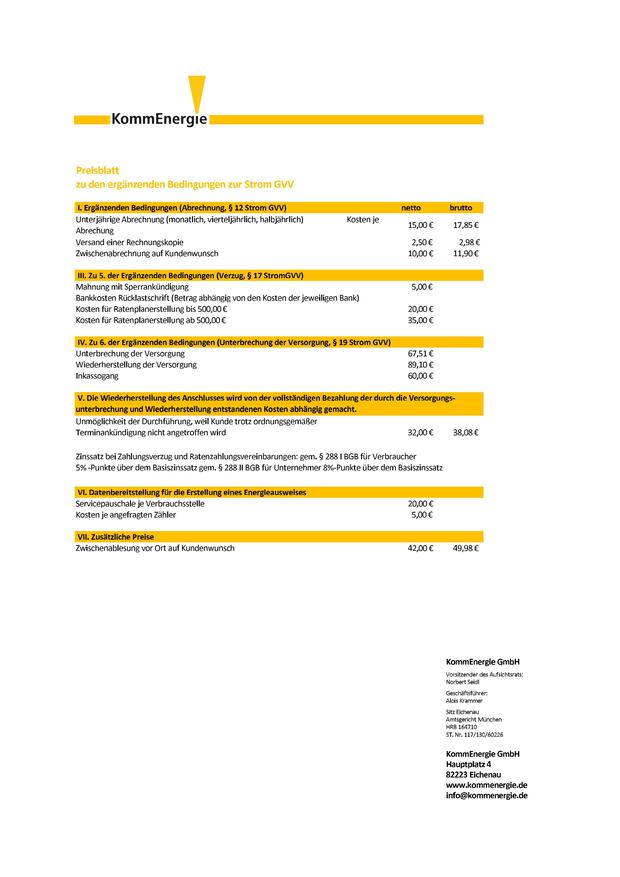 KommEnergie
Preisblatt
zu den ergänzenden Bedingungen zur Strom GVV
I. Ergänzenden Bedingungen (Abrechnung, § 12 Strom GVV) netto brutto
Unterjährige Abrechnung (monatlich, vierteljährlich, halbjährlich) Kosten je
Abrechung 15,00 € 17,85 €
Versand einer Rechnungskopie 2,50 € 2,98 €
Zwischenabrechnung auf Kundenwunsch 10,00 € 11,90 €
III. Zu 5. der Ergänzenden Bedingungen (Verzug, § 17 StromGVV)
Mahnung mit Sperrankündigung 5,00 €
Bankkosten Rücklastschrift (Betrag abhängig von den Kosten der jeweiligen Bank)
Kosten für Ratenplanerstellung bis 500,00 € 20,00 €
Kosten für Ratenplanerstellung ab 500,00 € 35,00 €
IV. Zu 6. der Ergänzenden Bedingungen (Unterbrechung der Versorgung, § 19 Strom GVV)
Unterbrechung der Versorgung 67,51 €
Wiederherstellung der Versorgung 89,10 €
Inkassogang 60,00 €
V. Die Wiederherstellung des Anschlusses wird von der vollständigen Bezahlung der durch die Versorgungs-
unterbrechung und Wiederherstellung entstandenen Kosten abhängig gemacht.
Unmöglichkeit der Durchführung, weil Kunde trotz ordnungsgemäßer
Terminankündigung nicht angetroffen wird 32,00 € 38,08 €
Zinssatz bei Zahlungsverzug und Ratenzahlungsvereinbarungen: gem. § 288 I BGB für Verbraucher
5% -Punkte über dem Basiszinssatz gem. § 288 II BGB für Unternehmer 8%-Punkte über dem Basiszinssatz
VI. Datenbereitstellung für die Erstellung eines Energieausweises
Servicepauschale je Verbrauchsstelle 20,00 €
Kosten je angefragten Zähler 5,00 €
VII. Zusätzliche Preise
Zwischenablesung vor Ort auf Kundenwunsch 42,00 € 49,98 €
KommEnergie GmbH
Vorsitzender des Aufsichtsrats:
Norbert Seidl
Geschäftsführer:
Alois Krammer
Sitz Eichenau
Amtsgericht München
HRB 164710
ST. Nr. 117/130/60226
KommEnergie GmbH
Hauptplatz 4
82223 Eichenau
www.kommenergie.de
info@kommenergie.de